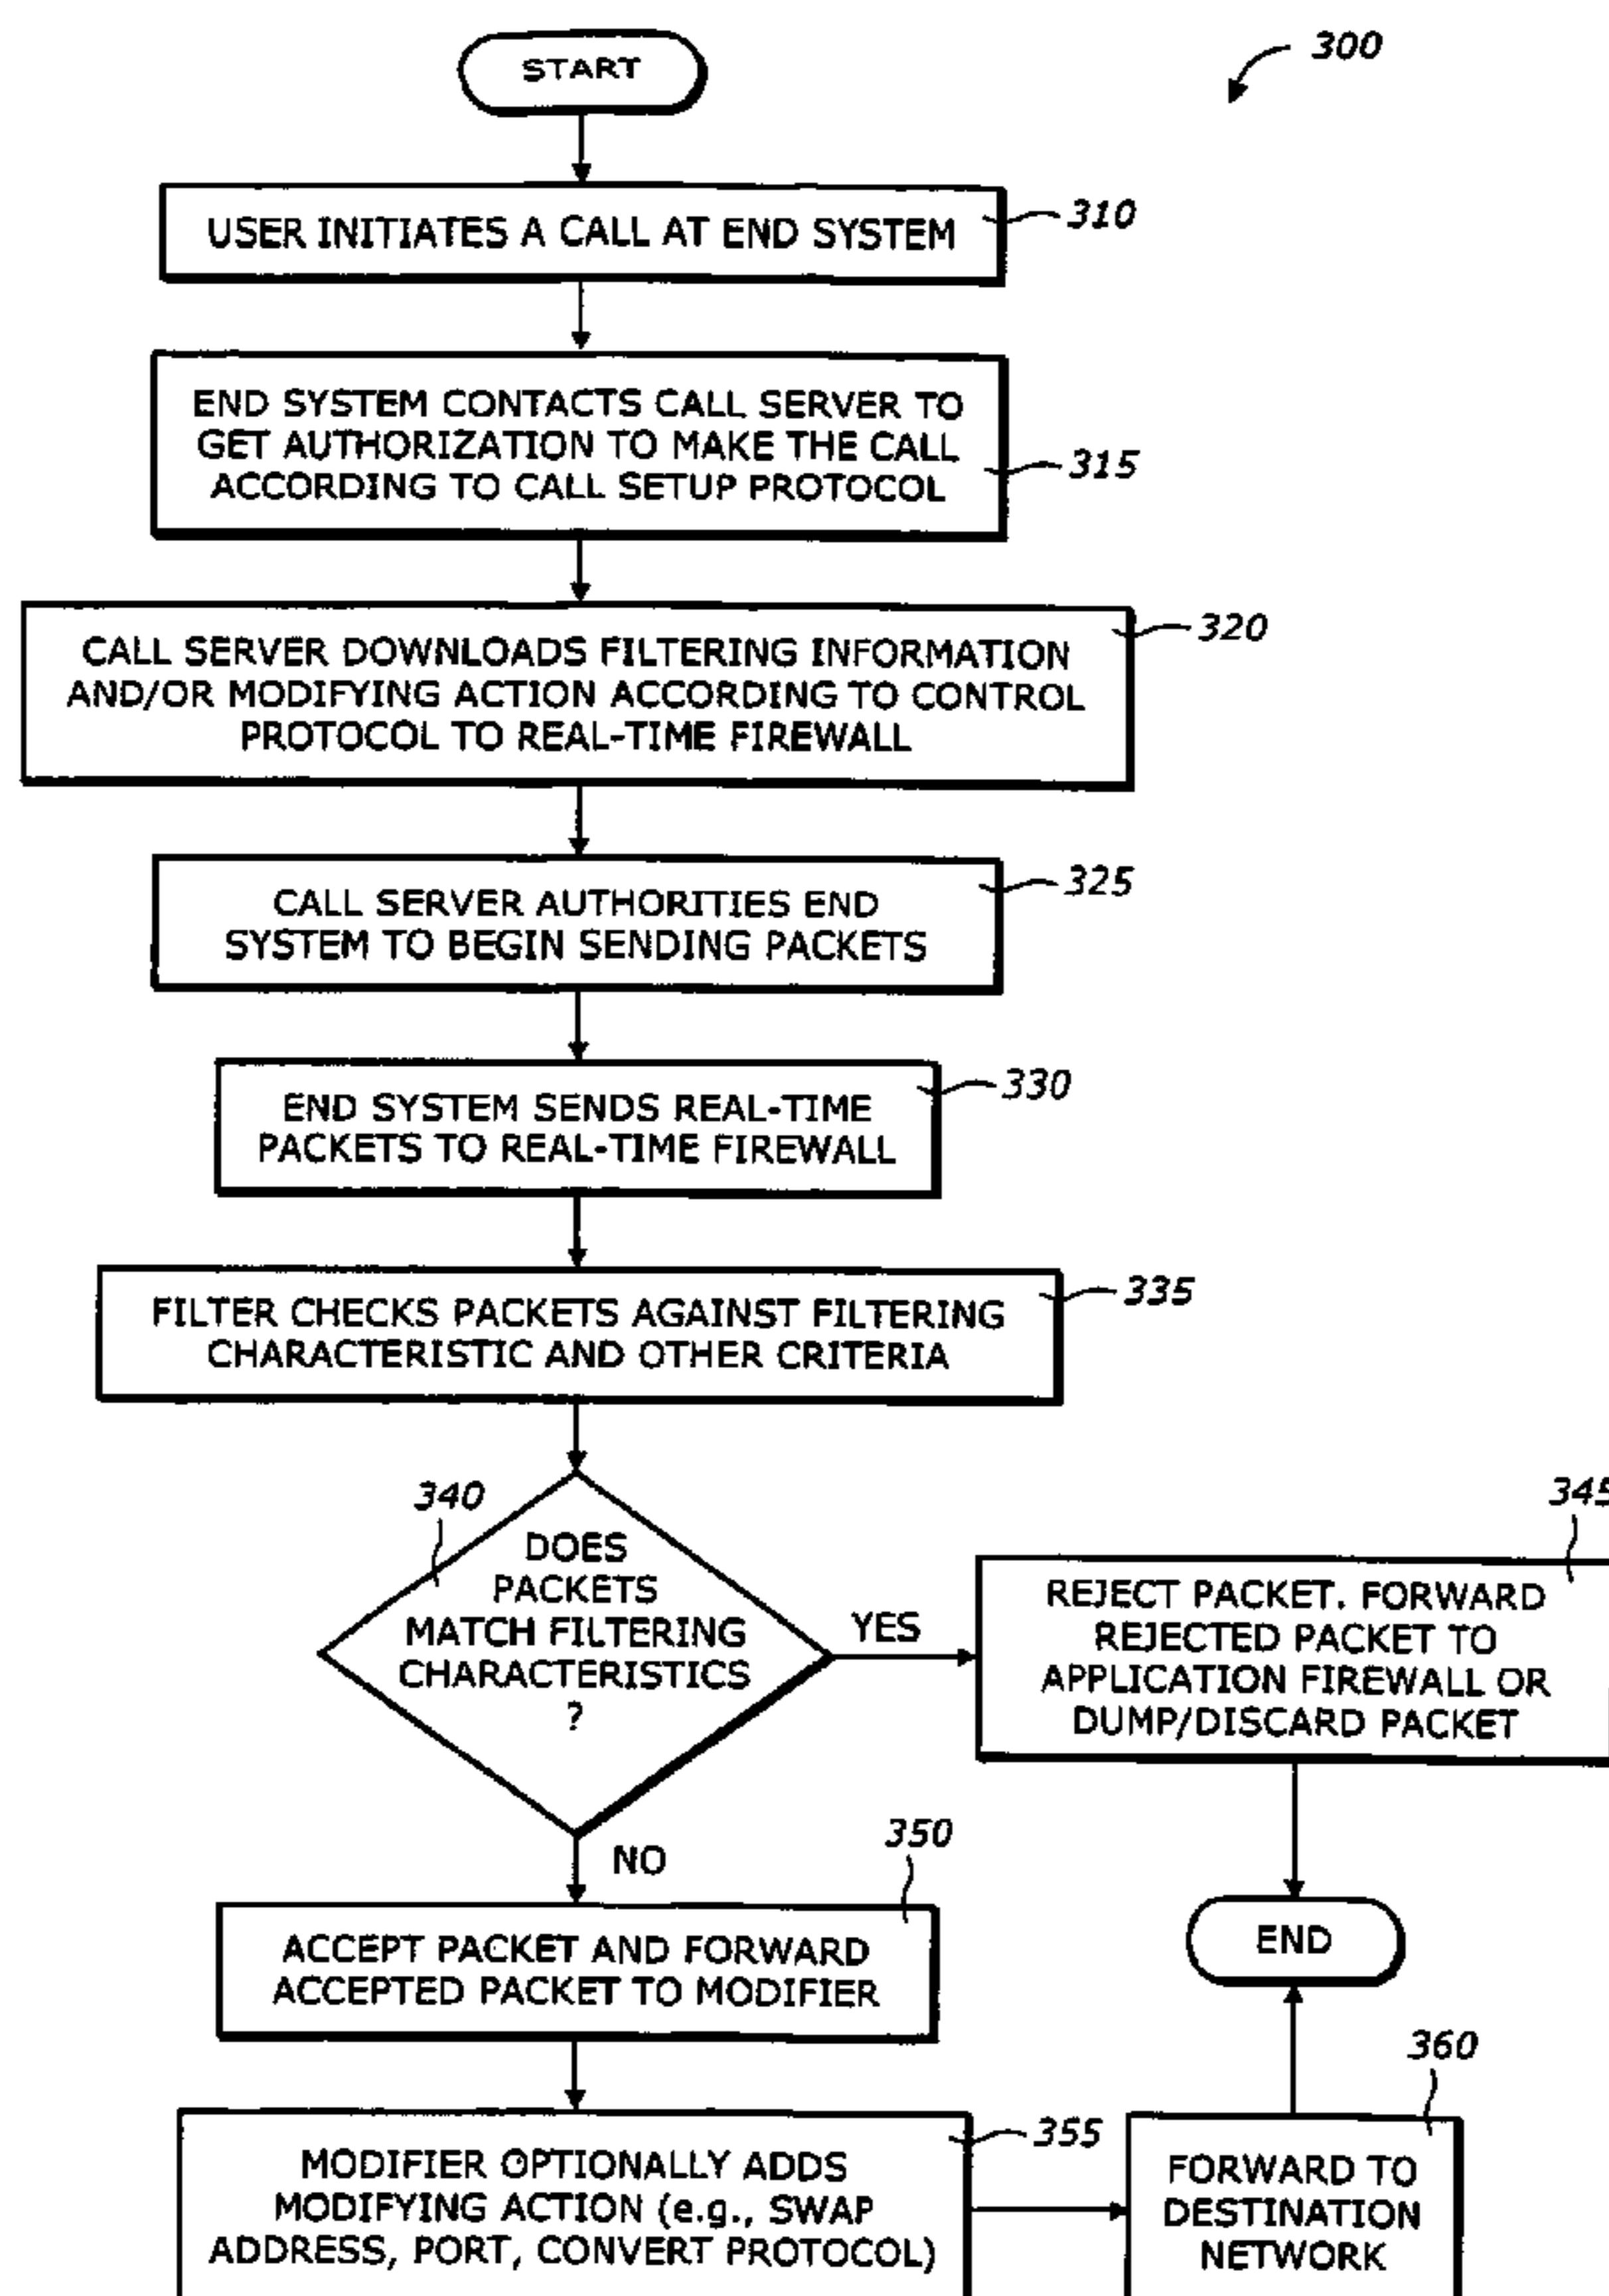 START
300
USER INITIATES A CALL AT END SYSTEM
310
END SYSTEM CONTACTS CALL SERVER TO
GET AUTHORIZATION TO MAKE THE CALL
ACCORDING TO CALL SETUP PROTOCOL
315
CALL SERVER DOWNLOADS FILTERING INFORMATION
AND/OR MODIFYING ACTION ACCORDING TO CONTROL
PROTOCOL TO REAL-TIME FIREWALL
320
CALL SERVER AUTHORITIES END
SYSTEM TO BEGIN SENDING PACKETS
325
END SYSTEM SENDS REAL-TIME
PACKETS TO REAL-TIME FIREWALL
330
FILTER CHECKS PACKETS AGAINST FILTERING
CHARACTERISTIC AND OTHER CRITERIA
335
340
DOES
PACKETS
MATCH FILTERING
CHARACTERISTICS
?
YES
345
REJECT PACKET. FORWARD
REJECTED PACKET TO
APPLICATION FIREWALL OR
DUMP/DISCARD PACKET
NO
350
ACCEPT PACKET AND FORWARD
ACCEPTED PACKET TO MODIFIER
END
355
MODIFIER OPTIONALLY ADDS
MODIFYING ACTION (e.g., SWAP
ADDRESS, PORT, CONVERT PROTOCOL)
360
FORWARD TO
DESTINATION
NETWORK